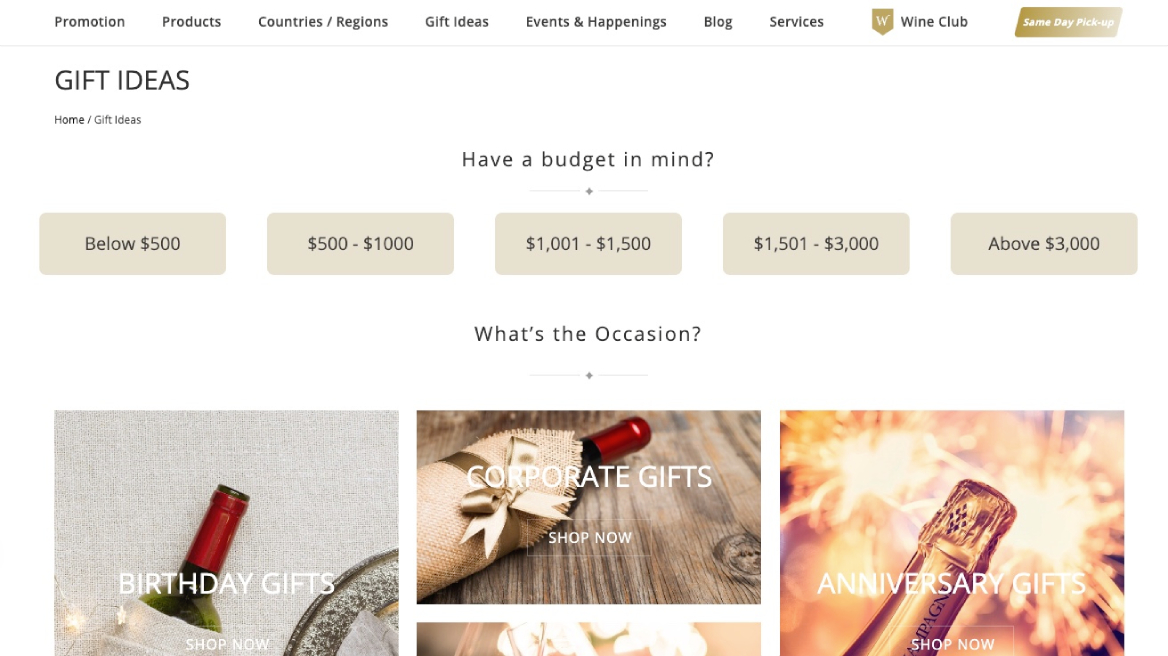 Promotion Products Countries / Regions Gift Ideas Events & Happenings Blog Services W Wine Club Same Day Pick-up
GIFT IDEAS
Home / Gift Ideas
Have a budget in mind?
Below $500 $500 - $1000 $1,001 - $1,500 $1,501 - $3,000 Above $3,000
What's the Occasion?
CORPORATE GIFTS
SHOP NOW
BIRTHDAY GIFTS
SHOP NOW
ANNIVERSARY GIFTS
SHOP NOW